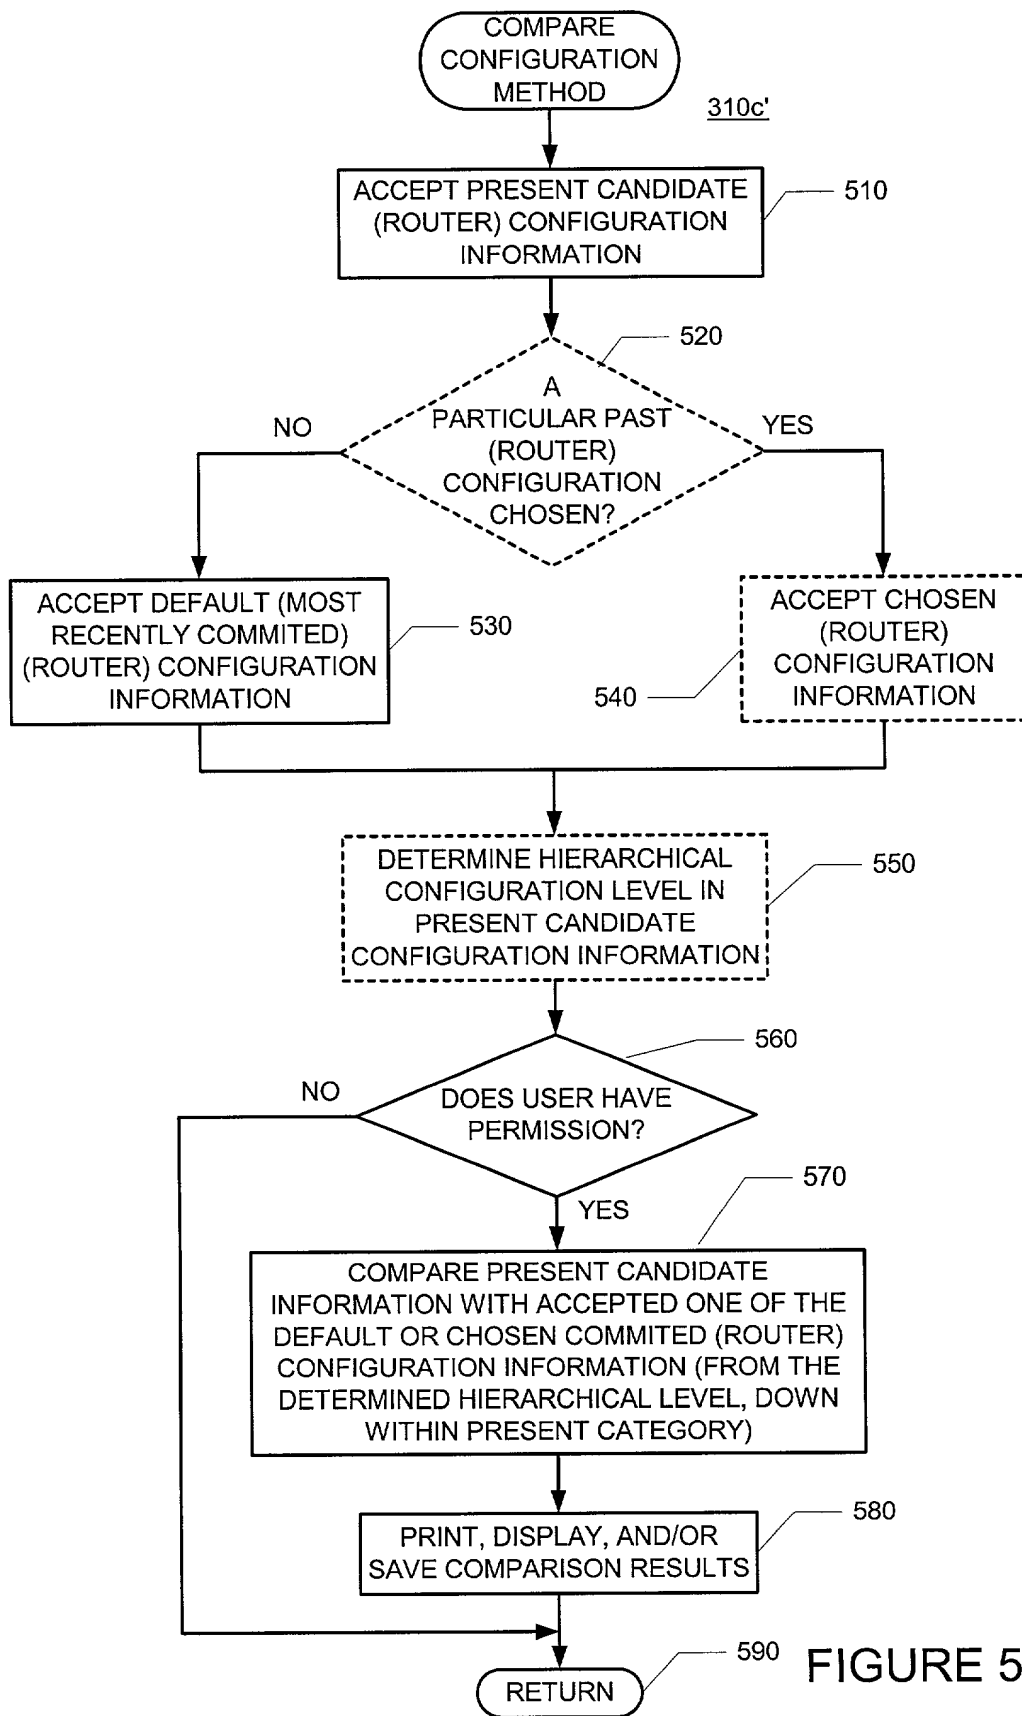 COMPARE
CONFIGURATION
METHOD
310c'
ACCEPT PRESENT CANDIDATE
(ROUTER) CONFIGURATION
INFORMATION
510
520
A
PARTICULAR PAST
(ROUTER)
CONFIGURATION
CHOSEN?
NO
YES
ACCEPT DEFAULT (MOST
RECENTLY COMMITED)
(ROUTER) CONFIGURATION
INFORMATION
530
ACCEPT CHOSEN
(ROUTER)
CONFIGURATION
INFORMATION
540
DETERMINE HIERARCHICAL
CONFIGURATION LEVEL IN
PRESENT CANDIDATE
CONFIGURATION INFORMATION
550
560
NO
DOES USER HAVE
PERMISSION?
YES
570
COMPARE PRESENT CANDIDATE
INFORMATION WITH ACCEPTED ONE OF THE
DEFAULT OR CHOSEN COMMITED (ROUTER)
CONFIGURATION INFORMATION (FROM THE
DETERMINED HIERARCHICAL LEVEL, DOWN
WITHIN PRESENT CATEGORY)
580
PRINT, DISPLAY, AND/OR
SAVE COMPARISON RESULTS
590
RETURN
FIGURE 5